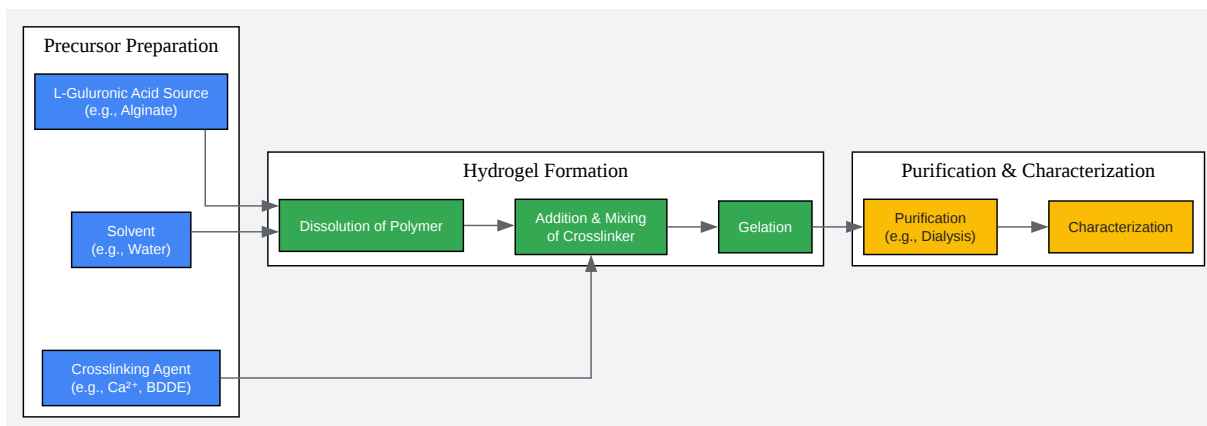 Precursor Preparation
L-Guluronic Acid Source
(e.g., Alginate)
Solvent
(e.g., Water)
Crosslinking Agent
(e.g., Ca²⁺, BDDE)
Hydrogel Formation
Dissolution of Polymer
Addition & Mixing
of Crosslinker
Gelation
Purification & Characterization
Purification
(e.g., Dialysis)
Characterization